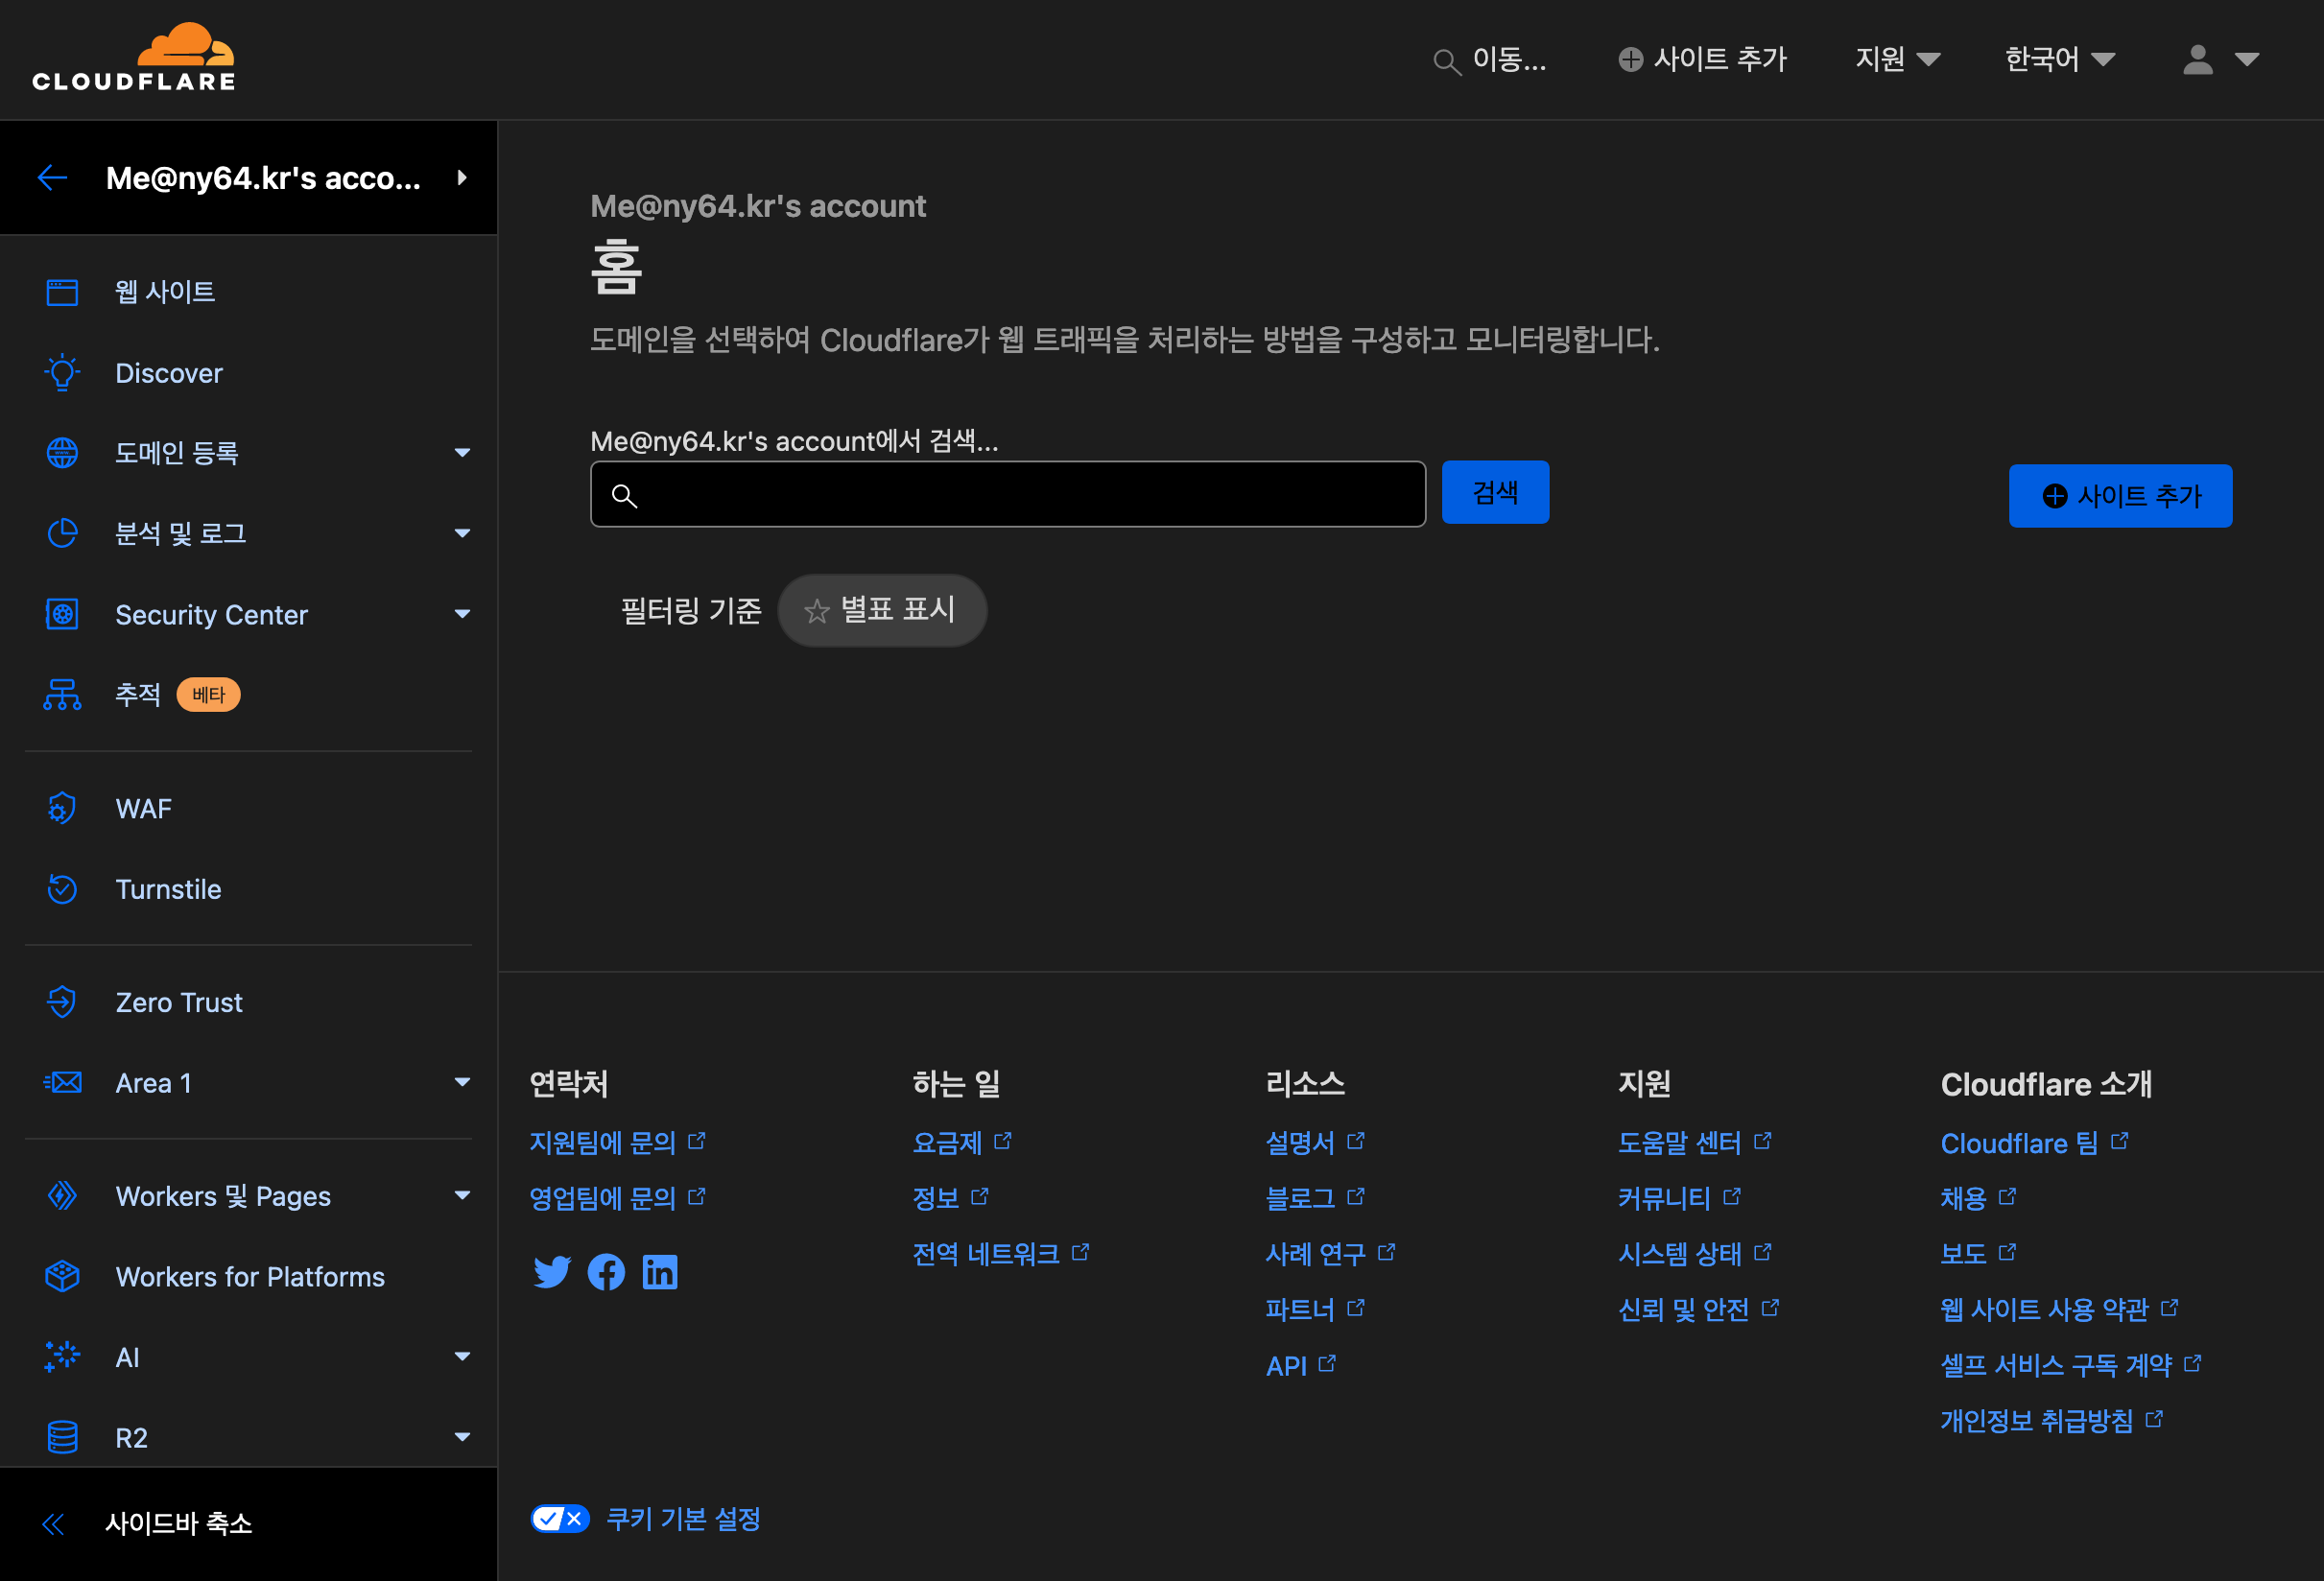 CLOUDFLARE
이동...
사이트 추가
지원
한국어
Me@ny64.kr's acco...
웹 사이트
Discover
도메인 등록
분석 및 로그
Security Center
추적 베타
WAF
Turnstile
Zero Trust
Area 1
Workers 및 Pages
Workers for Platforms
AI
R2
사이드바 축소
Me@ny64.kr's account
홈
도메인을 선택하여 Cloudflare가 웹 트래픽을 처리하는 방법을 구성하고 모니터링합니다.
Me@ny64.kr's account에서 검색...
검색
사이트 추가
필터링 기준
별표 표시
연락처
지원팀에 문의
영업팀에 문의
하는 일
요금제
정보
전역 네트워크
리소스
설명서
블로그
사례 연구
파트너
API
지원
도움말 센터
커뮤니티
시스템 상태
신뢰 및 안전
Cloudflare 소개
Cloudflare 팀
채용
보도
웹 사이트 사용 약관
셀프 서비스 구독 계약
개인정보 취급방침
쿠키 기본 설정